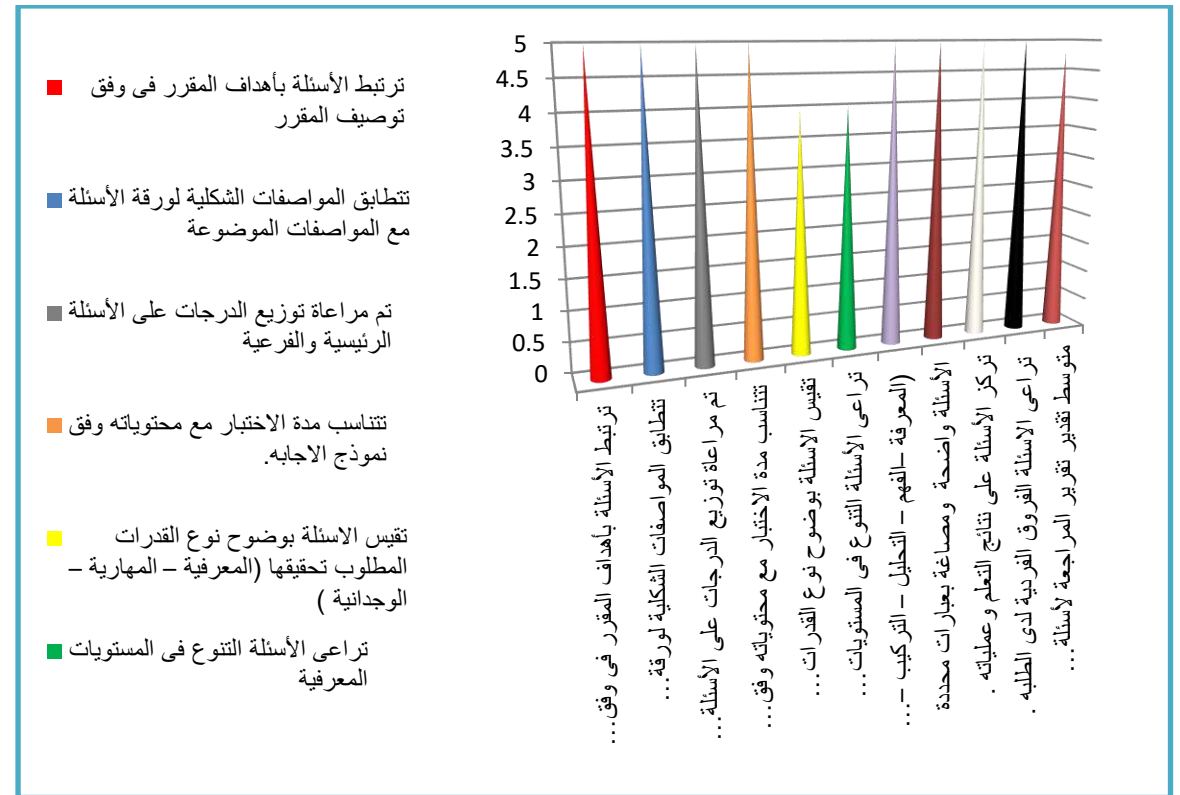 ترتبط الأسئلة بأهداف المقرر فى وفق
توصيف المقرر
تتطابق المواصفات الشكلية لورقة الأسئلة
مع المواصفات الموضوعة
تم مراعاة توزيع الدرجات على الأسئلة
الرئيسية والفرعية
تتناسب مدة الاختبار مع محتوياته وفق
نموذج الاجابه.
تقيس الاسئلة بوضوح نوع القدرات
المطلوب تحقيقها (المعرفية – المهارية –
الوجدانية )
تراعى الأسئلة التنوع فى المستويات
المعرفية
5
4.5
4
3.5
3
2.5
2
1.5
1
0.5
0
ترتبط الأسئلة بأهداف المقرر فى وفق...
تتطابق المواصفات الشكلية لورقة...
تم مراعاة توزيع الدرجات على الأسئلة...
تتناسب مدة الاختبار مع محتوياته وفق...
تقيس الاسئلة بوضوح نوع القدرات...
تراعى الأسئلة التنوع فى المستويات...
(المعرفة –الفهم – التحليل – التركيب –...
الأسئلة واضحة ومصاغة بعبارات محددة
تركز الأسئلة على نتائج التعلم وعملياته .
تراعى الاسئلة الفروق الفردية لدى الطلبه .
متوسط تقدير تقرير المراجعة لأسئلة...